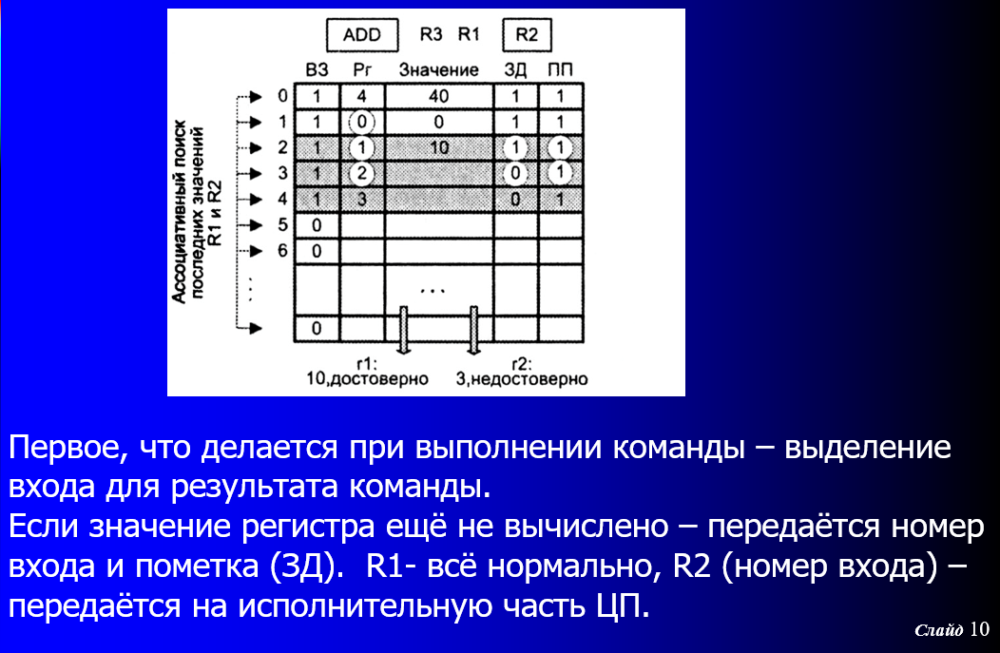 ADD R3 R1 R2
ВЗ Рг Значение ЗД ПП
0 1 4 40 1 1
1 1 0 0 1 1
2 1 1 10 1 1
3 1 2 0 1
4 1 3 0 1
5 0
6 0
...
0
Ассоциативный поиск
последних значений
R1 и R2
r1: r2:
10,достоверно 3,недостоверно
Первое, что делается при выполнении команды – выделение
входа для результата команды.
Если значение регистра ещё не вычислено – передаётся номер
входа и пометка (ЗД). R1- всё нормально, R2 (номер входа) –
передаётся на исполнительную часть ЦП.
Слайд 10